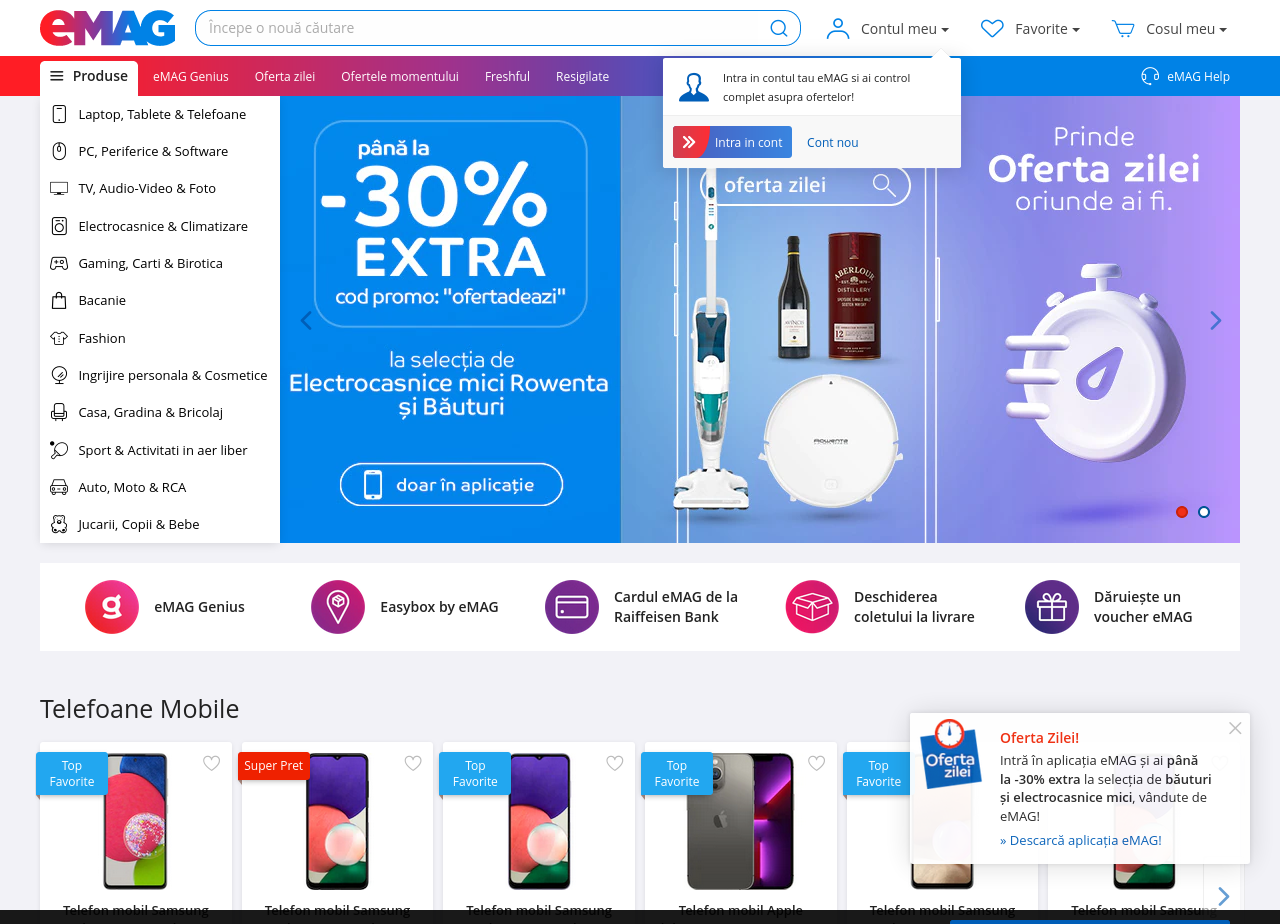 eMAG
Începe o nouă căutare
Contul meu
Favorite
Cosul meu
Produse
eMAG Genius
Oferta zilei
Ofertele momentului
Freshful
Resigilate
eMAG Help
Intra in contul tau eMAG si ai control
complet asupra ofertelor!
Intra in cont
Cont nou
Laptop, Tablete & Telefoane
PC, Periferice & Software
TV, Audio-Video & Foto
Electrocasnice & Climatizare
Gaming, Carti & Birotica
Bacanie
Fashion
Ingrijire personala & Cosmetice
Casa, Gradina & Bricolaj
Sport & Activitati in aer liber
Auto, Moto & RCA
Jucarii, Copii & Bebe
până la
-30%
EXTRA
cod promo: "ofertadeazi"
la selecția de
Electrocasnice mici Rowenta
și Băuturi
doar în aplicație
oferta zilei
ABERLOUR
DISTILLERY
12
AVINCIS
ROWENTA
Prinde
Oferta zilei
oriunde ai fi.
eMAG Genius
Easybox by eMAG
Cardul eMAG de la
Raiffeisen Bank
Deschiderea
coletului la livrare
Dăruiește un
voucher eMAG
Telefoane Mobile
Top
Favorite
Super Pret
Top
Favorite
Top
Favorite
Top
Favorite
Telefon mobil Samsung
Telefon mobil Samsung
Telefon mobil Samsung
Telefon mobil Apple
Telefon mobil Samsung
Telefon mobil Samsung
Oferta
zilei
Oferta Zilei!
Intră în aplicația eMAG și ai până
la -30% extra la selecția de băuturi
și electrocasnice mici, vândute de
eMAG!
» Descarcă aplicația eMAG!